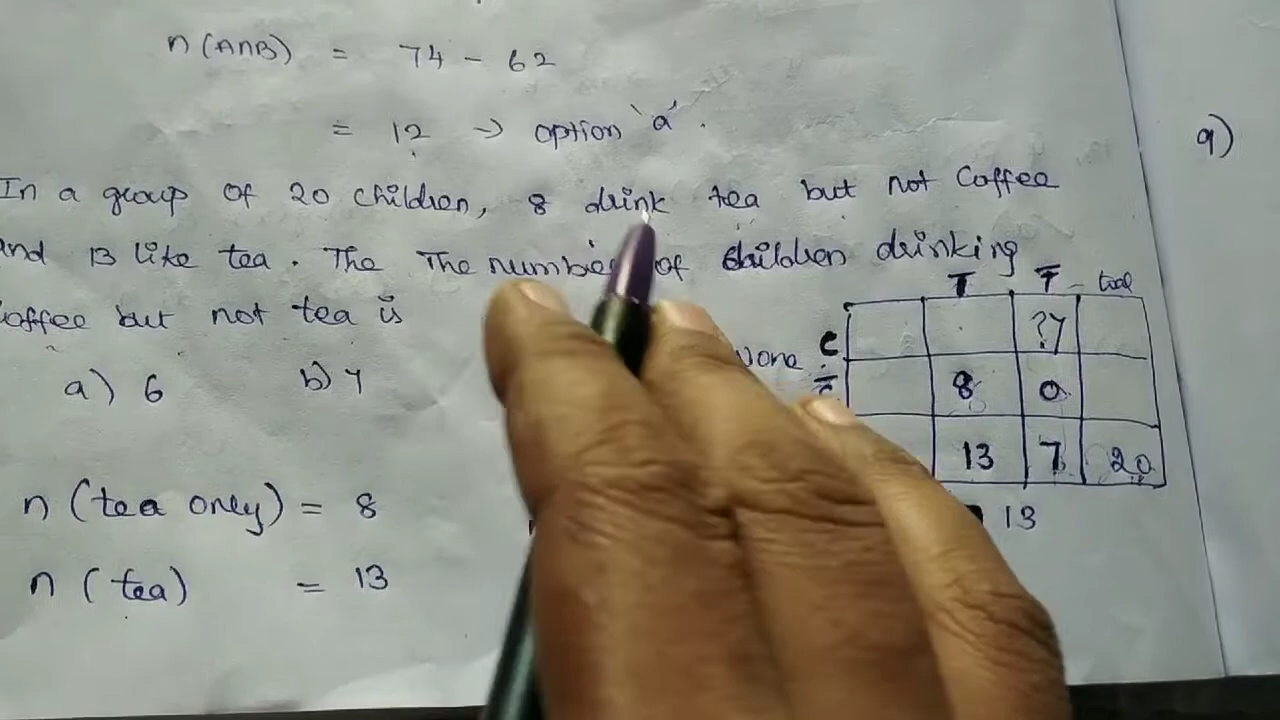 n(A∩B) = 74 - 62
= 12 → option 'a'.
9)
In a group of 20 children, 8 drink tea but not Coffee
and 13 like tea. The The number of children drinking
coffee but not tea is
a) 6 b) 7
T T̅ total
C ?7
8 0
13 7 20
n (tea only) = 8
13
n (tea) = 13